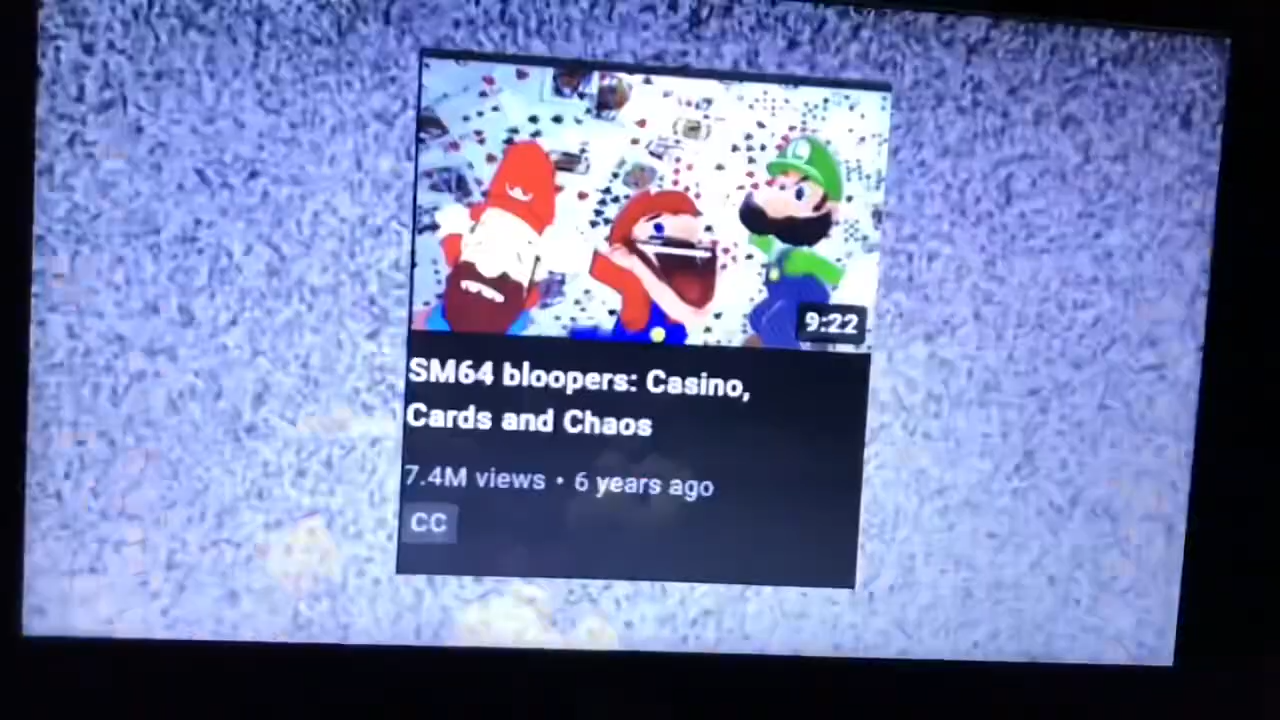 9:22
SM64 bloopers: Casino,
Cards and Chaos
7.4M views • 6 years ago
CC